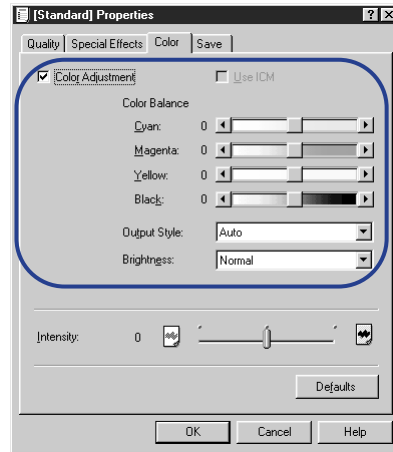 [Standard] Properties
Quality Special Effects Color Save
Color Adjustment Use ICM
Color Balance
Cyan: 0
Magenta: 0
Yellow: 0
Black: 0
Output Style: Auto
Brightness: Normal
Intensity: 0
Defaults
OK Cancel Help